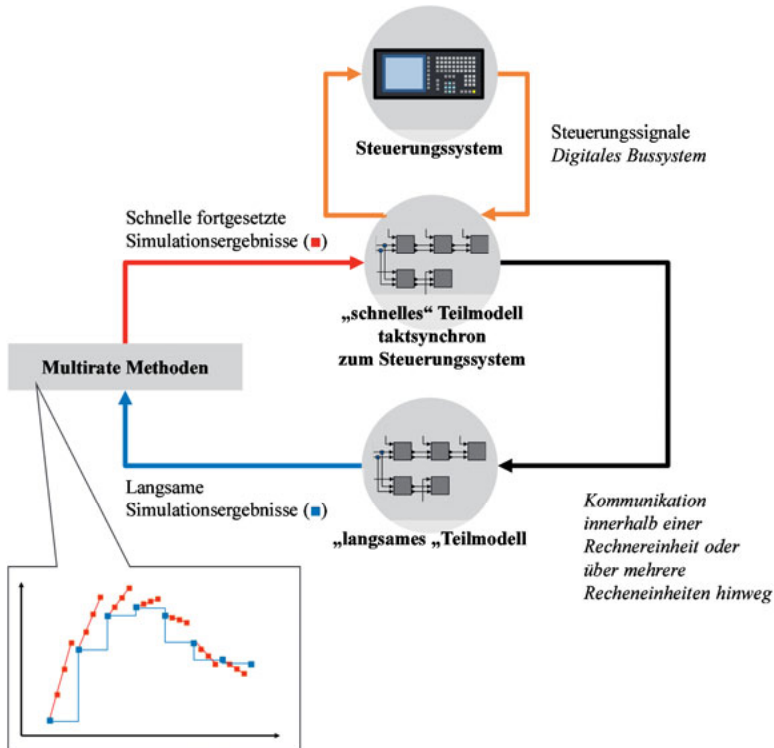 Steuerungssystem
Steuerungssignale
Digitales Bussystem
Schnelle fortgesetzte
Simulationsergebnisse (■)
„schnelles“ Teilmodell
taktsynchron
zum Steuerungssystem
Multirate Methoden
Langsame
Simulationsergebnisse (■)
„langsames „Teilmodell
Kommunikation
innerhalb einer
Rechnereinheit oder
über mehrere
Recheneinheiten hinweg